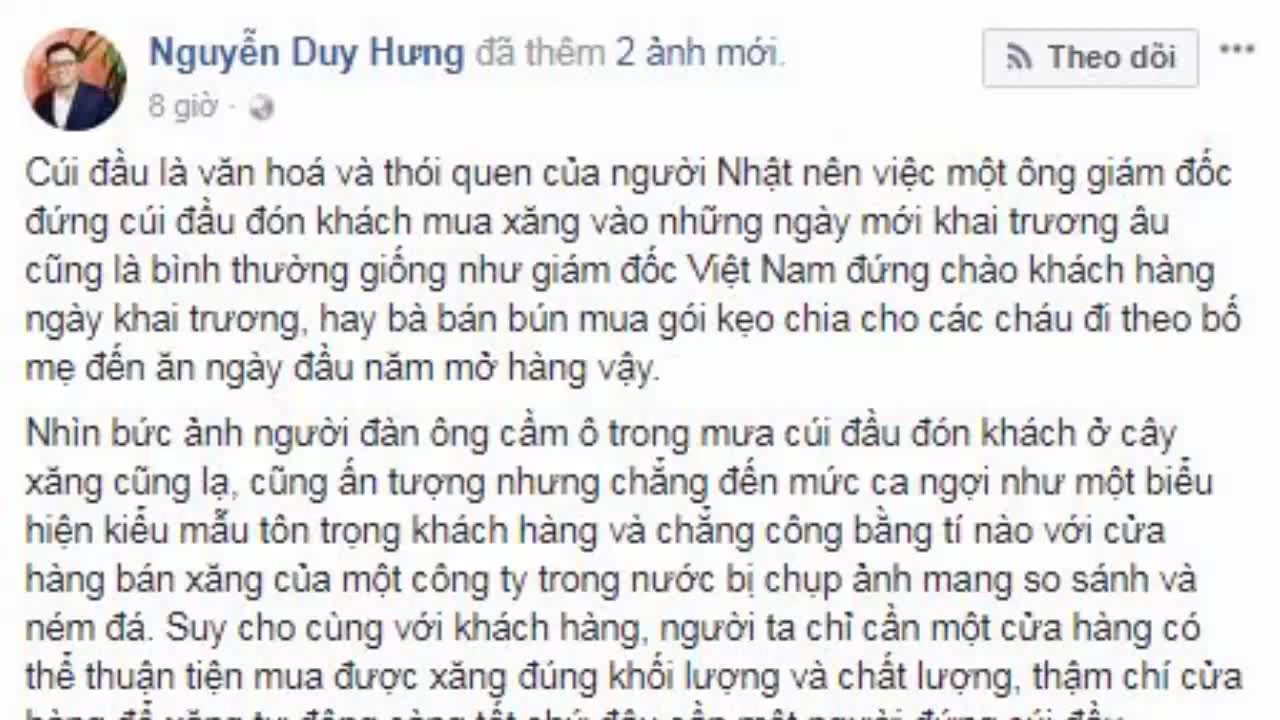 Nguyễn Duy Hưng đã thêm 2 ảnh mới.
Theo dõi
8 giờ ·
Cúi đầu là văn hoá và thói quen của người Nhật nên việc một ông giám đốc
đứng cúi đầu đón khách mua xăng vào những ngày mới khai trương âu
cũng là bình thường giống như giám đốc Việt Nam đứng chào khách hàng
ngày khai trương, hay bà bán bún mua gói kẹo chia cho các cháu đi theo bố
mẹ đến ăn ngày đầu năm mở hàng vậy.
Nhìn bức ảnh người đàn ông cầm ô trong mưa cúi đầu đón khách ở cây
xăng cũng lạ, cũng ấn tượng nhưng chẳng đến mức ca ngợi như một biểu
hiện kiểu mẫu tôn trọng khách hàng và chẳng công bằng tí nào với cửa
hàng bán xăng của một công ty trong nước bị chụp ảnh mang so sánh và
ném đá. Suy cho cùng với khách hàng, người ta chỉ cần một cửa hàng có
thể thuận tiện mua được xăng đúng khối lượng và chất lượng, thậm chí cửa